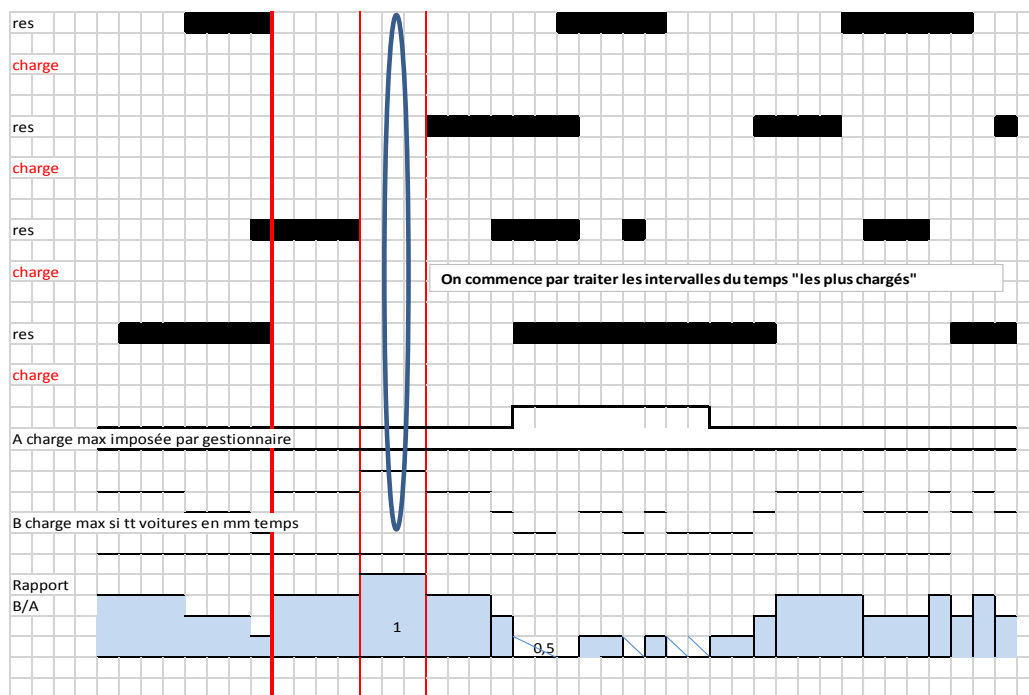 res
charge
res
charge
res
charge
On commence par traiter les intervalles du temps "les plus chargés"
res
charge
A charge max imposée par gestionnaire
B charge max si tt voitures en mm temps
Rapport
B/A
1
0,5